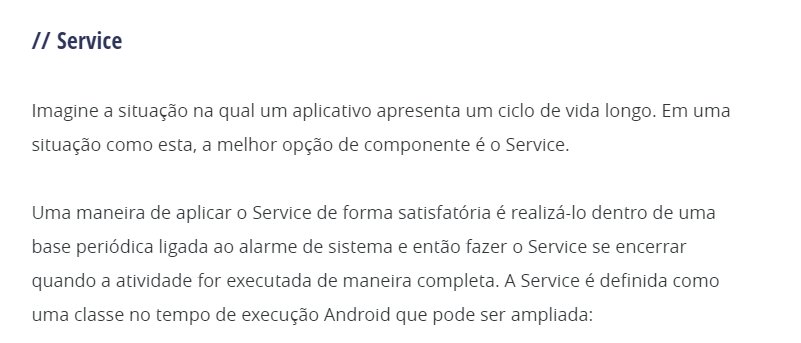 // Service
Imagine a situação na qual um aplicativo apresenta um ciclo de vida longo. Em uma
situação como esta, a melhor opção de componente é o Service.
Uma maneira de aplicar o Service de forma satisfatória é realizá-lo dentro de uma
base periódica ligada ao alarme de sistema e então fazer o Service se encerrar
quando a atividade for executada de maneira completa. A Service é definida como
uma classe no tempo de execução Android que pode ser ampliada: